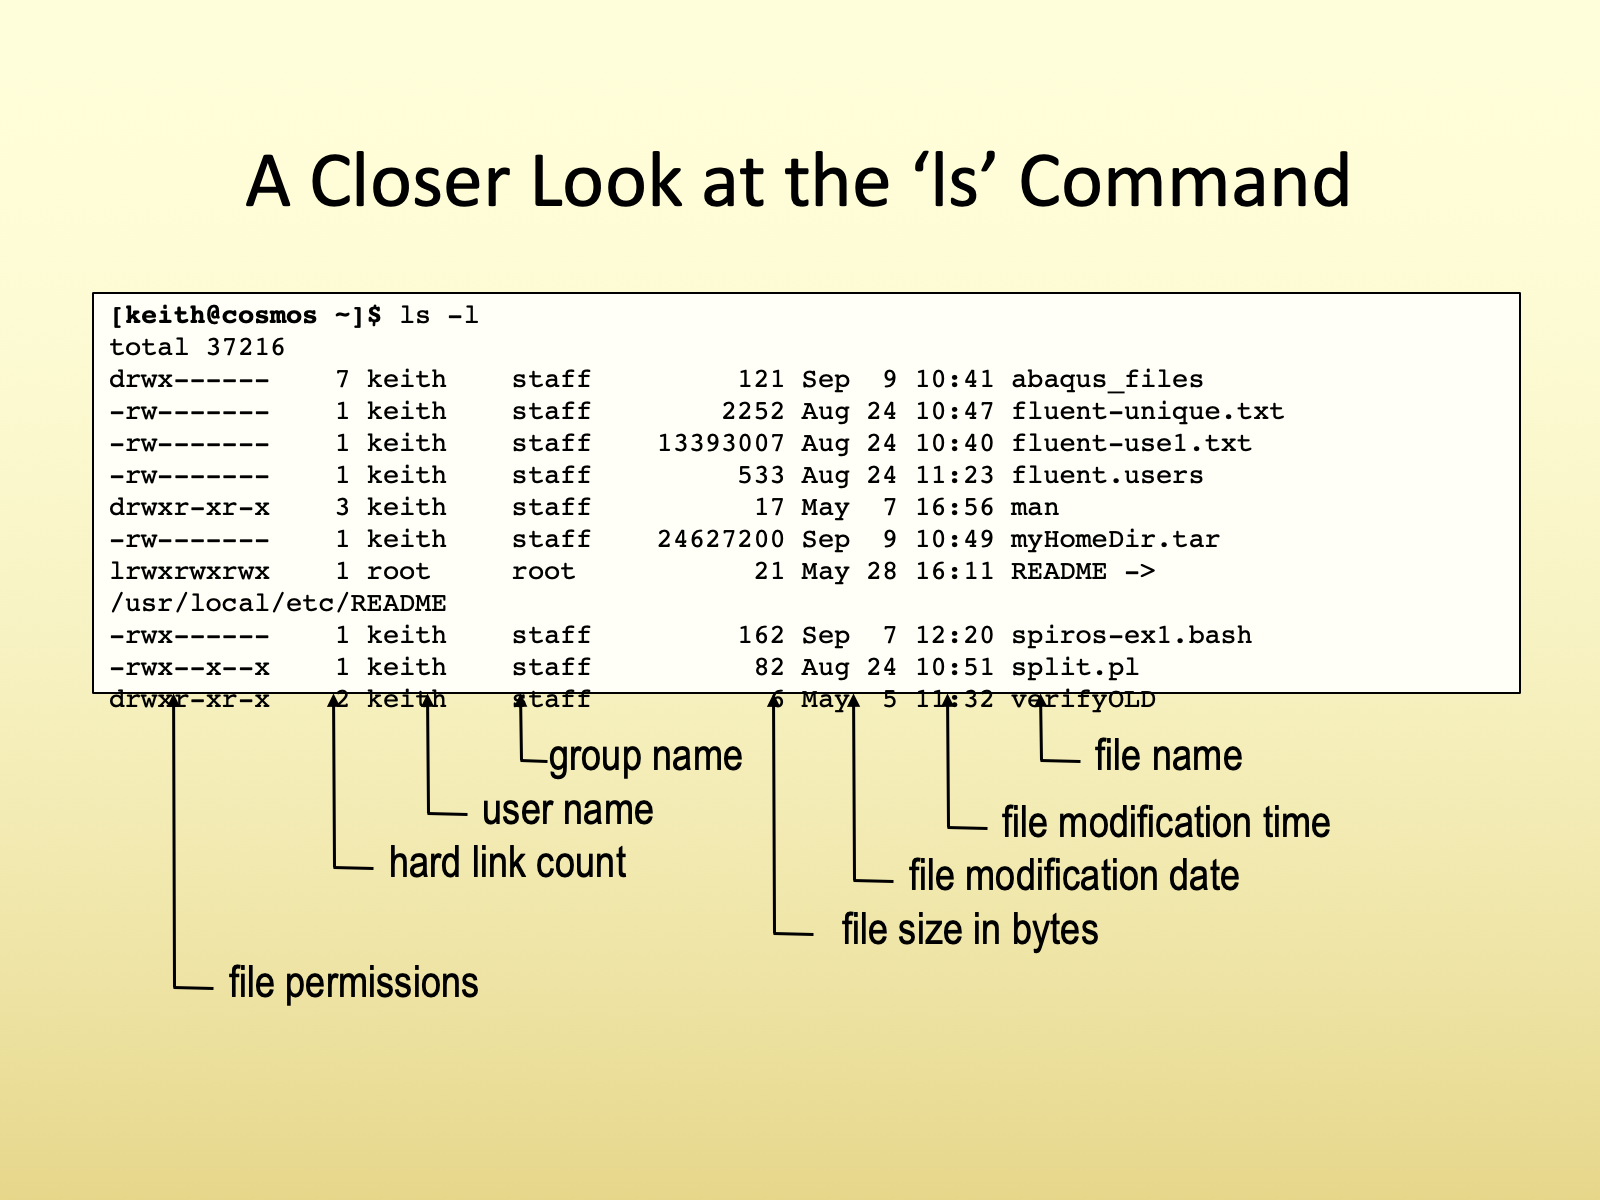 A Closer Look at the ‘ls’ Command
[keith@cosmos ~]$ ls -l
total 37216
drwx------    7 keith    staff         121 Sep  9 10:41 abaqus_files
-rw-------    1 keith    staff        2252 Aug 24 10:47 fluent-unique.txt
-rw-------    1 keith    staff    13393007 Aug 24 10:40 fluent-use1.txt
-rw-------    1 keith    staff         533 Aug 24 11:23 fluent.users
drwxr-xr-x    3 keith    staff          17 May  7 16:56 man
-rw-------    1 keith    staff    24627200 Sep  9 10:49 myHomeDir.tar
lrwxrwxrwx    1 root     root           21 May 28 16:11 README ->
/usr/local/etc/README
-rwx------    1 keith    staff         162 Sep  7 12:20 spiros-ex1.bash
-rwx--x--x    1 keith    staff          82 Aug 24 10:51 split.pl
drwxr-xr-x    2 keith    staff           6 May  5 11:32 verifyOLD
group name
file name
user name
file modification time
hard link count
file modification date
file size in bytes
file permissions